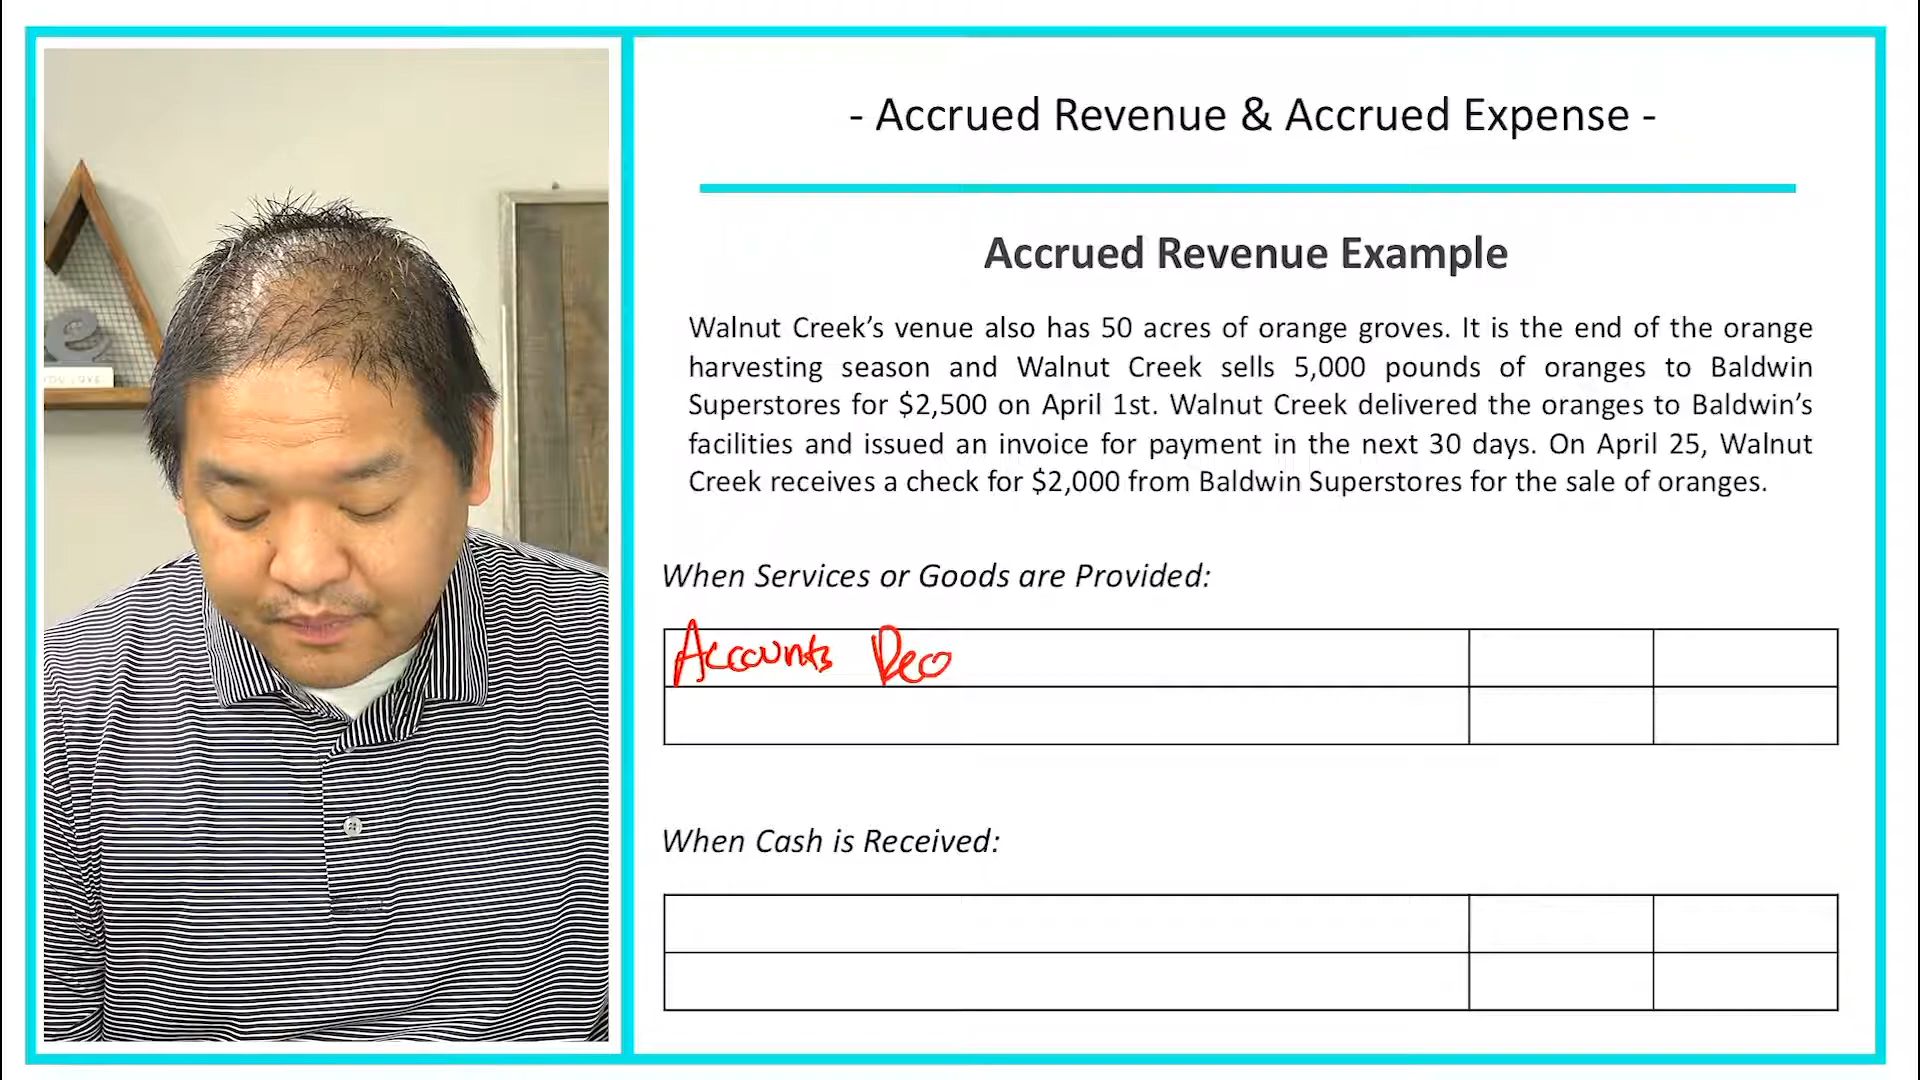 - Accrued Revenue & Accrued Expense -
Accrued Revenue Example
Walnut Creek’s venue also has 50 acres of orange groves. It is the end of the orange
harvesting season and Walnut Creek sells 5,000 pounds of oranges to Baldwin
Superstores for $2,500 on April 1st. Walnut Creek delivered the oranges to Baldwin’s
facilities and issued an invoice for payment in the next 30 days. On April 25, Walnut
Creek receives a check for $2,000 from Baldwin Superstores for the sale of oranges.
When Services or Goods are Provided:
Accounts
When Cash is Received: